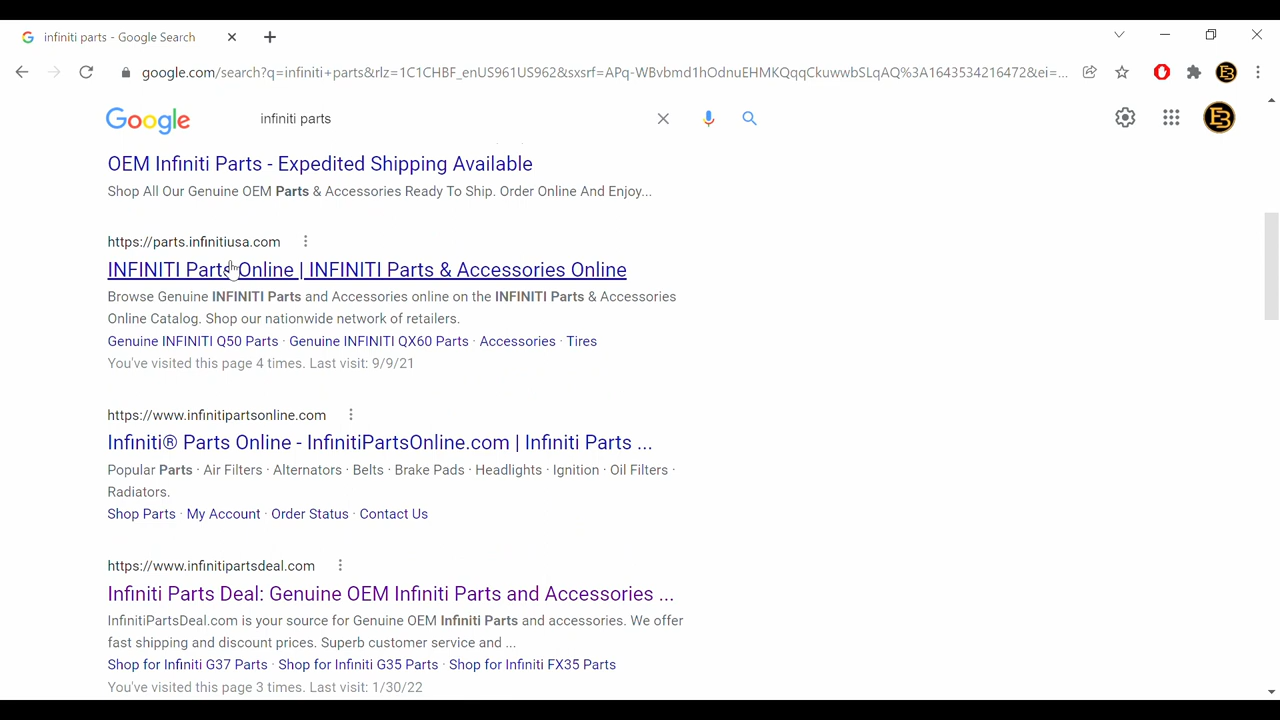 infiniti parts - Google Search
google.com/search?q=infiniti+parts&rlz=1C1CHBF_enUS961US962&sxsrf=APq-WBvbmd1hOdnuEHMKQqqCkuwwbSLqAQ%3A1643534216472&ei=...
Google
infiniti parts
OEM Infiniti Parts - Expedited Shipping Available
Shop All Our Genuine OEM Parts & Accessories Ready To Ship. Order Online And Enjoy...
https://parts.infinitiusa.com
INFINITI Parts Online | INFINITI Parts & Accessories Online
Browse Genuine INFINITI Parts and Accessories online on the INFINITI Parts & Accessories
Online Catalog. Shop our nationwide network of retailers.
Genuine INFINITI Q50 Parts · Genuine INFINITI QX60 Parts · Accessories · Tires
You've visited this page 4 times. Last visit: 9/9/21
https://www.infinitipartsonline.com
Infiniti® Parts Online - InfinitiPartsOnline.com | Infiniti Parts ...
Popular Parts · Air Filters · Alternators · Belts · Brake Pads · Headlights · Ignition · Oil Filters ·
Radiators.
Shop Parts · My Account · Order Status · Contact Us
https://www.infinitipartsdeal.com
Infiniti Parts Deal: Genuine OEM Infiniti Parts and Accessories ...
InfinitiPartsDeal.com is your source for Genuine OEM Infiniti Parts and accessories. We offer
fast shipping and discount prices. Superb customer service and ...
Shop for Infiniti G37 Parts · Shop for Infiniti G35 Parts · Shop for Infiniti FX35 Parts
You've visited this page 3 times. Last visit: 1/30/22